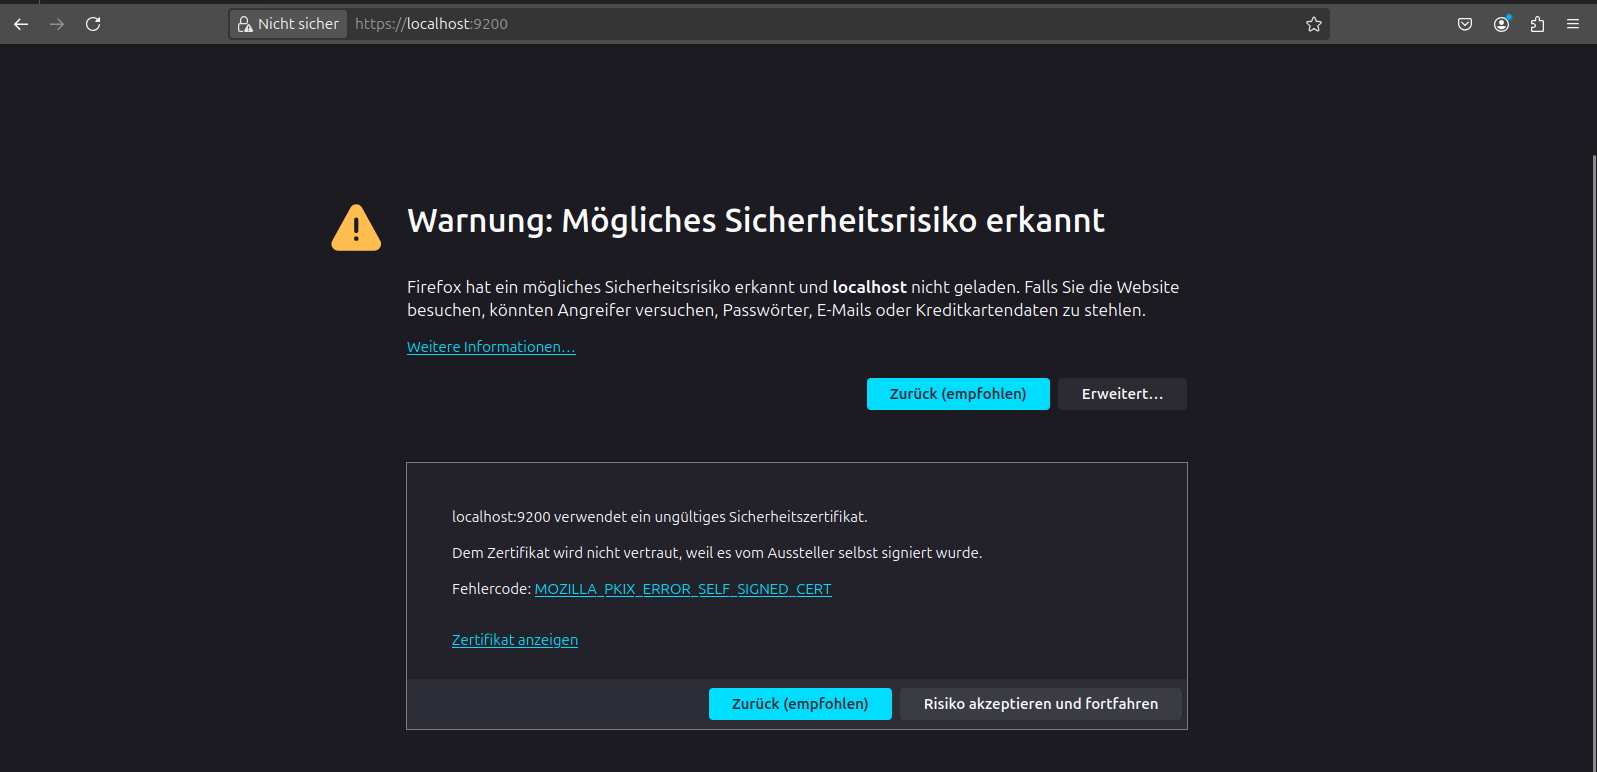 Nicht sicher https://localhost:9200
Warnung: Mögliches Sicherheitsrisiko erkannt
Firefox hat ein mögliches Sicherheitsrisiko erkannt und localhost nicht geladen. Falls Sie die Website
besuchen, könnten Angreifer versuchen, Passwörter, E-Mails oder Kreditkartendaten zu stehlen.
Weitere Informationen…
Zurück (empfohlen) Erweitert…
localhost:9200 verwendet ein ungültiges Sicherheitszertifikat.
Dem Zertifikat wird nicht vertraut, weil es vom Aussteller selbst signiert wurde.
Fehlercode: MOZILLA_PKIX_ERROR_SELF_SIGNED_CERT
Zertifikat anzeigen
Zurück (empfohlen) Risiko akzeptieren und fortfahren